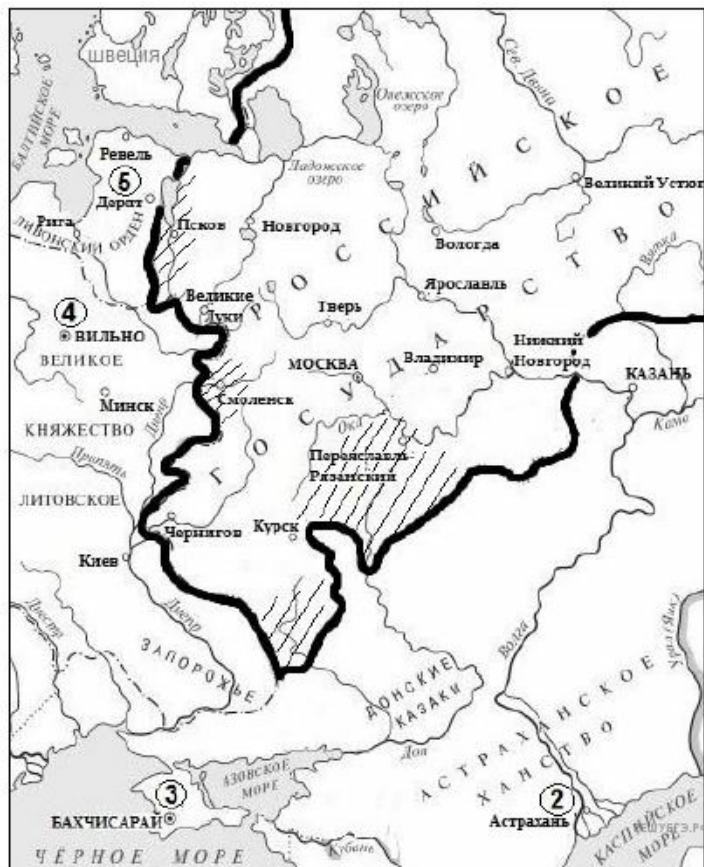 ШВЕЦИЯ
БАЛТИЙСКОЕ
МОРЕ
Онежское
озеро
Сев. Двина
Ревель
5
Дерпт
Ладожское
озеро
Великий Устюг
Рига
ЛИВОНСКИЙ ОРДЕН
Псков
Новгород
Вологда
Вятка
РОССИЙСКОЕ
ГОСУДАРСТВО
4
ВИЛЬНО
Великие
Луки
Тверь
Ярославль
ВЕЛИКОЕ
МОСКВА
Владимир
Нижний
Новгород
КАЗАНЬ
Минск
Смоленск
Днепр
Ока
Кама
КНЯЖЕСТВО
Переяславль
Рязанский
Припять
ЛИТОВСКОЕ
Чернигов
Курск
Киев
Днестр
Днепр
ЗАПОРОЖЬЕ
Волга
Урал (Яик)
ДОНСКИЕ
КАЗАКИ
АСТРАХАНСКОЕ
ХАНСТВО
Дон
АЗОВСКОЕ
МОРЕ
3
2
БАХЧИСАРАЙ
Астрахань
КАСПИЙСКОЕ
МОРЕ
Кубань
ЧЁРНОЕ МОРЕ
РЕШУЕГЭ.РФ